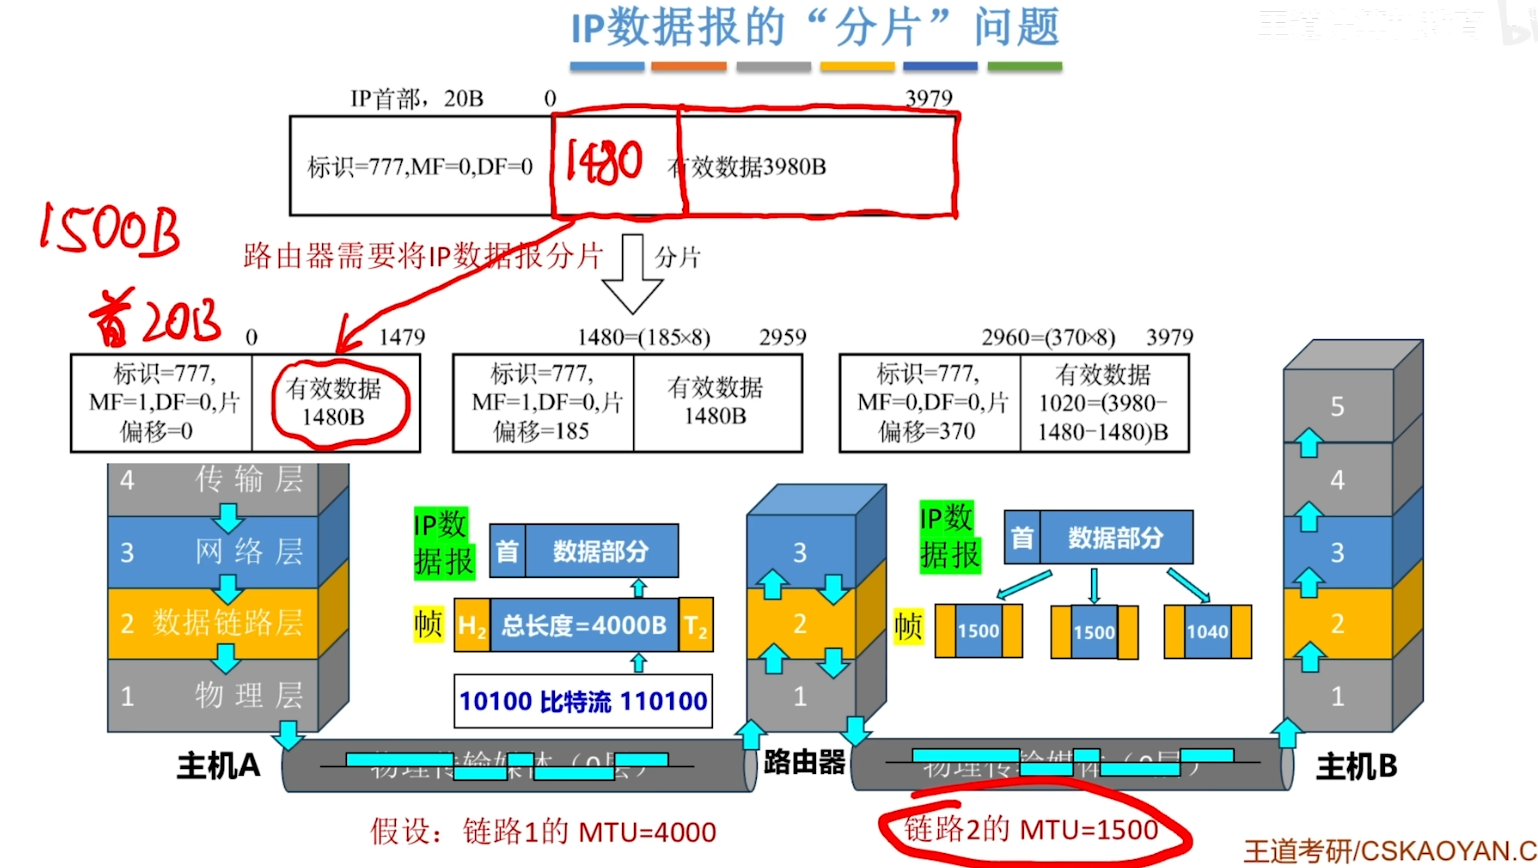 IP数据报的“分片”问题
IP首部，20B
0
3979
标识=777,MF=0,DF=0
1480
有效数据3980B
1500B
首20B
路由器需要将IP数据报分片
分片
0
1479
1480=(185×8)
2959
2960=(370×8)
3979
标识=777,
MF=1,DF=0,片
偏移=0
有效数据
1480B
标识=777,
MF=1,DF=0,片
偏移=185
有效数据
1480B
标识=777,
MF=0,DF=0,片
偏移=370
有效数据
1020=(3980−
1480−1480)B
4 传输层
3 网络层
2 数据链路层
1 物理层
主机A
IP数
据报
首
数据部分
帧
H2
总长度=4000B
T2
10100 比特流 110100
3
2
1
路由器
IP数
据报
首
数据部分
帧
1500
1500
1040
5
4
3
2
1
主机B
物理传输媒体（0层）
物理传输媒体（0层）
假设：链路1的 MTU=4000
链路2的 MTU=1500
王道考研/CSKAOYAN.C